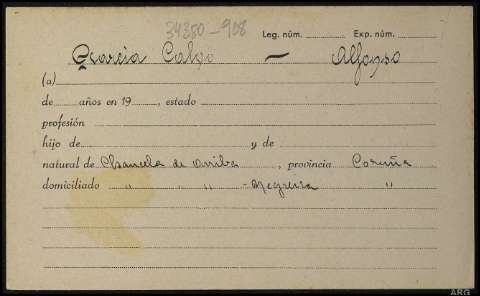 34380-908
Leg. núm. Exp. núm.
García Calvo — Alfonso
(a)
de años en 19 , estado
profesión
hijo de y de
natural de Chancela de arriba , provincia Coruña
domiciliado " " " - Negreira "
ARG